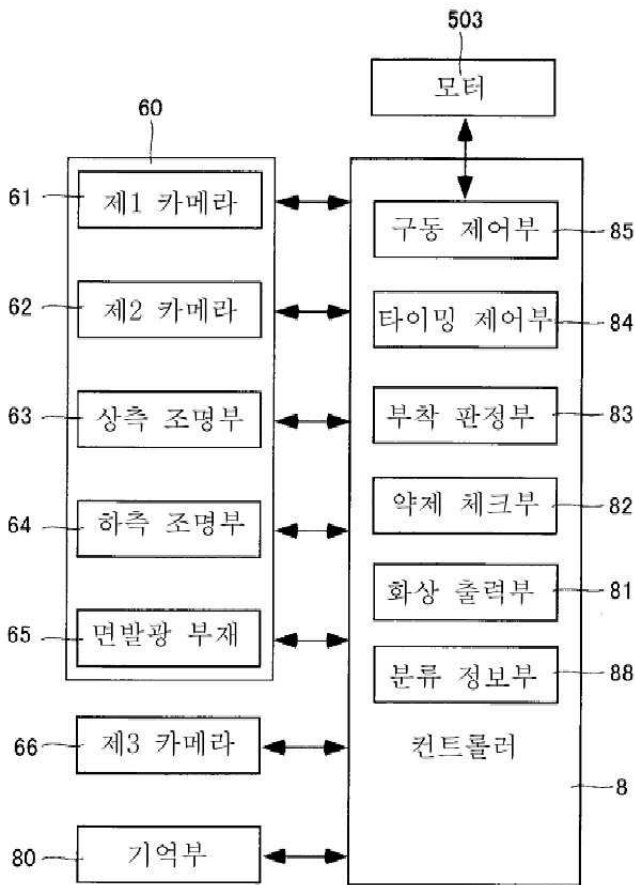 503
모터
60
61
제1 카메라
구동 제어부
85
62
제2 카메라
타이밍 제어부
84
63
상측 조명부
부착 판정부
83
64
하측 조명부
약제 체크부
82
화상 출력부
81
65
면발광 부재
분류 정보부
88
66
제3 카메라
컨트롤러
8
80
기억부